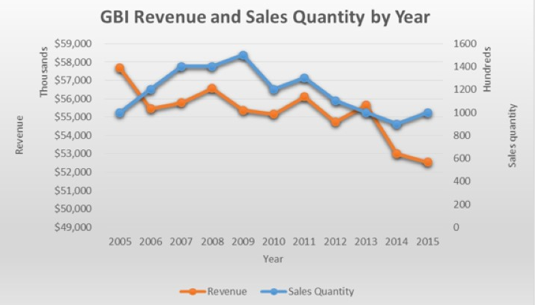 GBI Revenue and Sales Quantity by Year
Thousands
Revenue
$59,000
$58,000
$57,000
$56,000
$55,000
$54,000
$53,000
$52,000
$51,000
$50,000
$49,000
1600
1400
1200
1000
800
600
400
200
0
Hundreds
Sales quantity
2005 2006 2007 2008 2009 2010 2011 2012 2013 2014 2015
Year
Revenue Sales Quantity